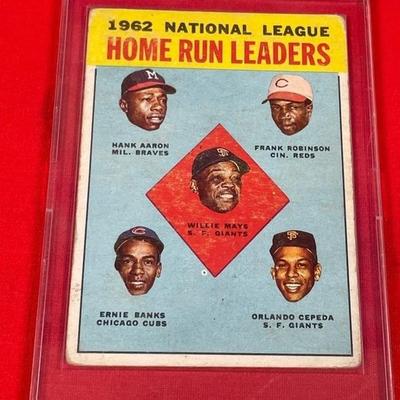 1962 NATIONAL LEAGUE
HOME RUN LEADERS
HANK AARON
MIL. BRAVES
FRANK ROBINSON
CIN. REDS
WILLIE MAYS
S. F. GIANTS
ERNIE BANKS
CHICAGO CUBS
ORLANDO CEPEDA
S. F. GIANTS